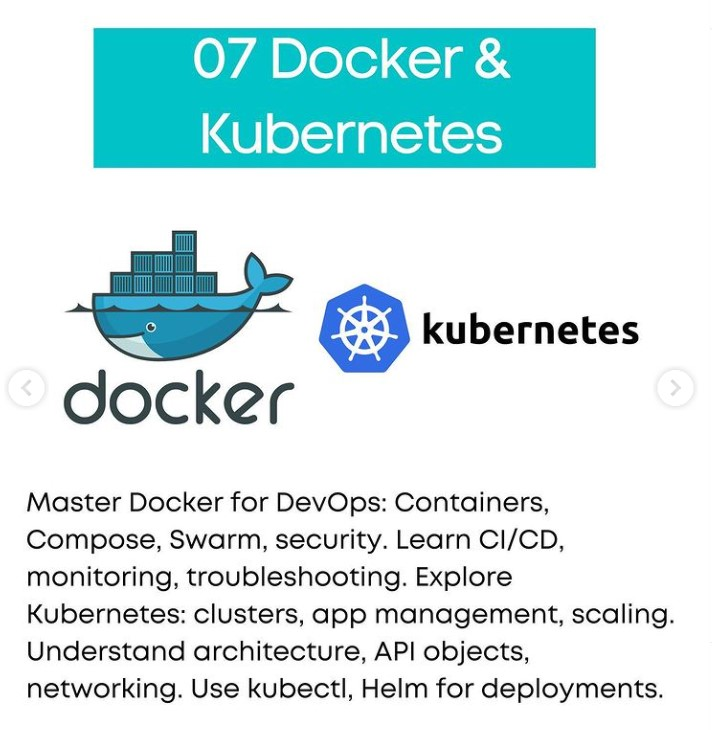 07 Docker &
Kubernetes
docker
kubernetes
Master Docker for DevOps: Containers,
Compose, Swarm, security. Learn CI/CD,
monitoring, troubleshooting. Explore
Kubernetes: clusters, app management, scaling.
Understand architecture, API objects,
networking. Use kubectl, Helm for deployments.